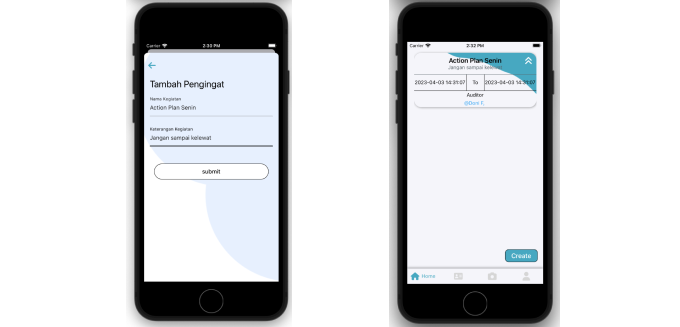 Carrier 2:30 PM
Tambah Pengingat
Nama Kegiatan
Action Plan Senin
Keterangan Kegiatan
Jangan sampai kelewat
submit
Carrier 2:32 PM
Action Plan Senin
Jangan sampai kelewat
2023-04-03 14:31:07 To 2023-04-03 14:31:07
Auditor
Create
Home